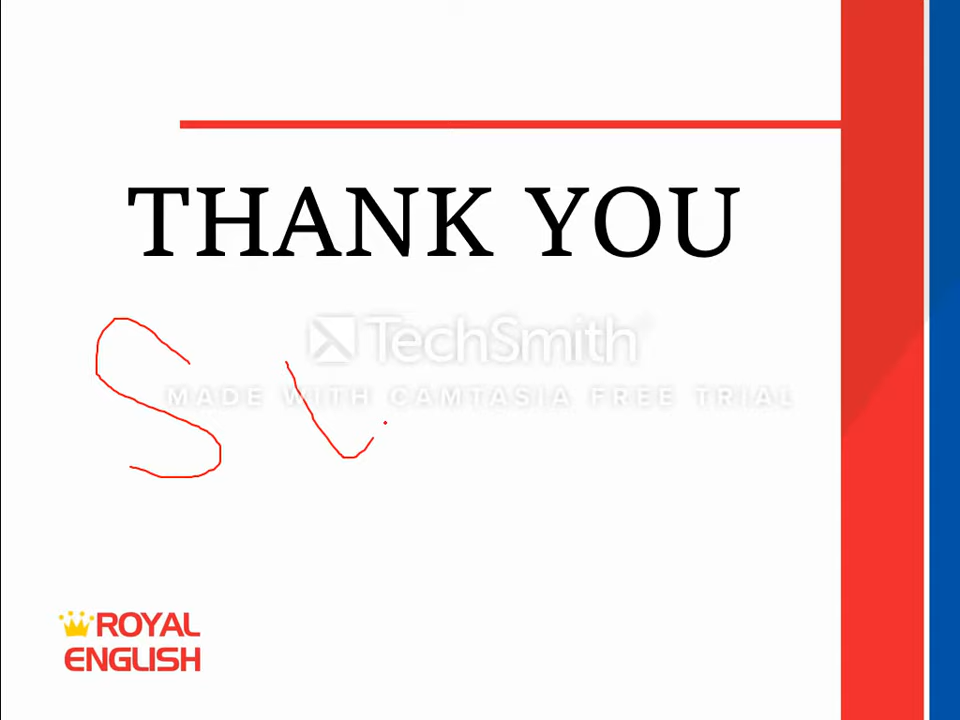 THANK YOU
TechSmith
MADE WITH CAMTASIA FREE TRIAL
S
ROYAL
ENGLISH